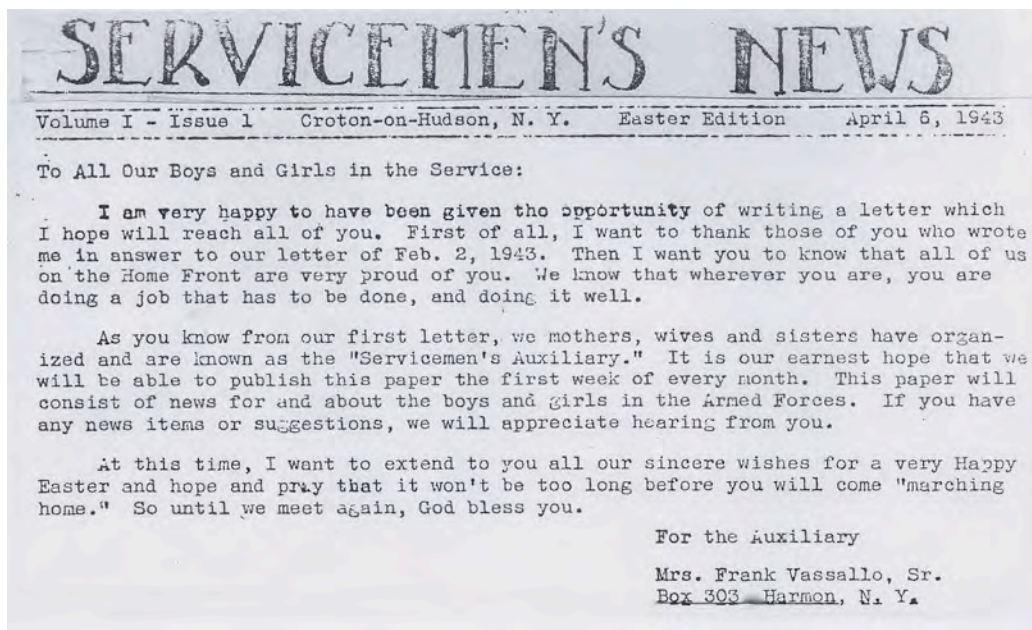 SERVICEMEN'S NEWS
Volume I - Issue 1 Croton-on-Hudson, N. Y. Easter Edition April 6, 1943
To All Our Boys and Girls in the Service:
I am very happy to have been given the opportunity of writing a letter which
I hope will reach all of you. First of all, I want to thank those of you who wrote
me in answer to our letter of Feb. 2, 1943. Then I want you to know that all of us
on the Home Front are very proud of you. We know that wherever you are, you are
doing a job that has to be done, and doing it well.
As you know from our first letter, we mothers, wives and sisters have organ-
ized and are known as the "Servicemen's Auxiliary." It is our earnest hope that we
will be able to publish this paper the first week of every month. This paper will
consist of news for and about the boys and girls in the Armed Forces. If you have
any news items or suggestions, we will appreciate hearing from you.
At this time, I want to extend to you all our sincere wishes for a very Happy
Easter and hope and pray that it won't be too long before you will come "marching
home." So until we meet again, God bless you.
For the Auxiliary
Mrs. Frank Vassallo, Sr.
Box 303 Harmon, N. Y.